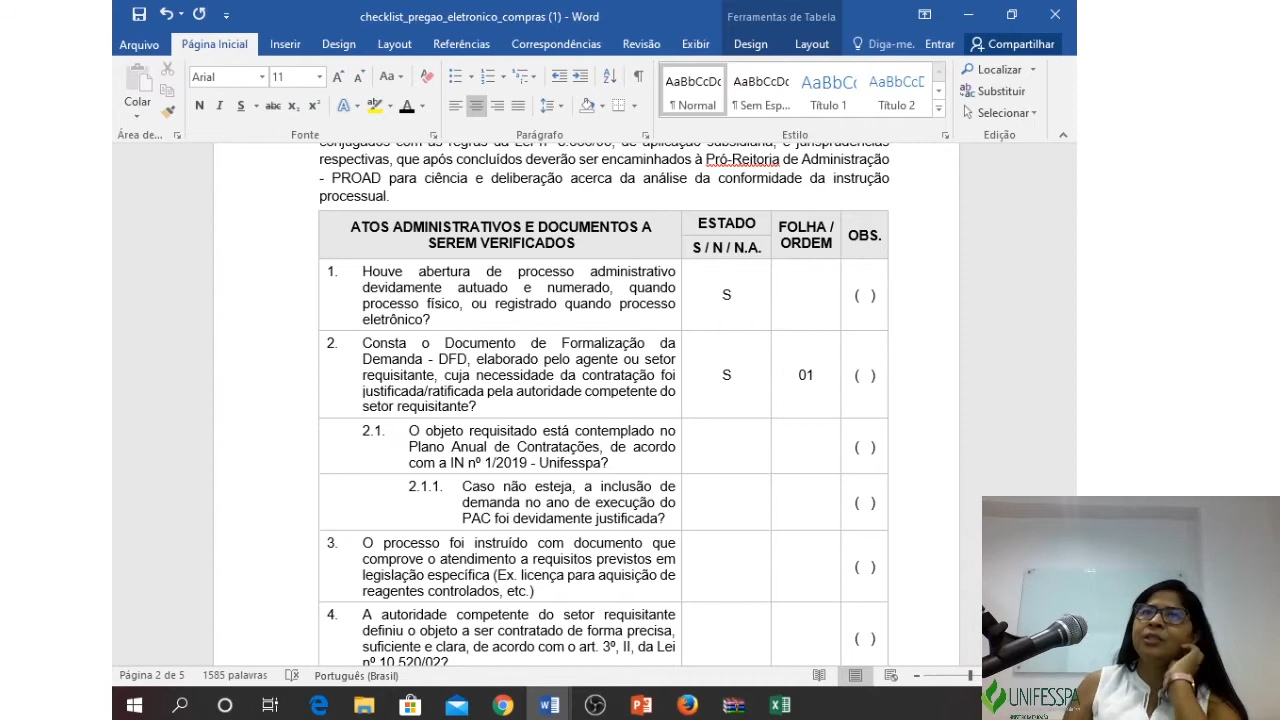 checklist_pregao_eletronico_compras (1) - Word
Ferramentas de Tabela
Arquivo
Página Inicial
Inserir
Design
Layout
Referências
Correspondências
Revisão
Exibir
Design
Layout
Diga-me.
Entrar
Compartilhar
Colar
Área de...
Arial
11
Fonte
Parágrafo
AaBbCcDc
¶ Normal
AaBbCcDc
¶ Sem Esp...
AaBbCc
Título 1
AaBbCcE
Título 2
Estilo
Localizar
Substituir
Selecionar
Edição
respectivas, que após concluídos deverão ser encaminhados à Pró-Reitoria de Administração
- PROAD para ciência e deliberação acerca da análise da conformidade da instrução
processual.
ATOS ADMINISTRATIVOS E DOCUMENTOS A
SEREM VERIFICADOS
ESTADO
S / N / N.A.
FOLHA /
ORDEM
OBS.
1. Houve abertura de processo administrativo
devidamente autuado e numerado, quando
processo físico, ou registrado quando processo
eletrônico?
S
( )
2. Consta o Documento de Formalização da
Demanda - DFD, elaborado pelo agente ou setor
requisitante, cuja necessidade da contratação foi
justificada/ratificada pela autoridade competente do
setor requisitante?
S
01
( )
2.1. O objeto requisitado está contemplado no
Plano Anual de Contratações, de acordo
com a IN nº 1/2019 - Unifesspa?
( )
2.1.1. Caso não esteja, a inclusão de
demanda no ano de execução do
PAC foi devidamente justificada?
( )
3. O processo foi instruído com documento que
comprove o atendimento a requisitos previstos em
legislação específica (Ex. licença para aquisição de
reagentes controlados, etc.)
( )
4. A autoridade competente do setor requisitante
definiu o objeto a ser contratado de forma precisa,
suficiente e clara, de acordo com o art. 3º, II, da Lei
nº 10.520/02?
( )
Página 2 de 5
1585 palavras
Português (Brasil)
UNIFESSPA